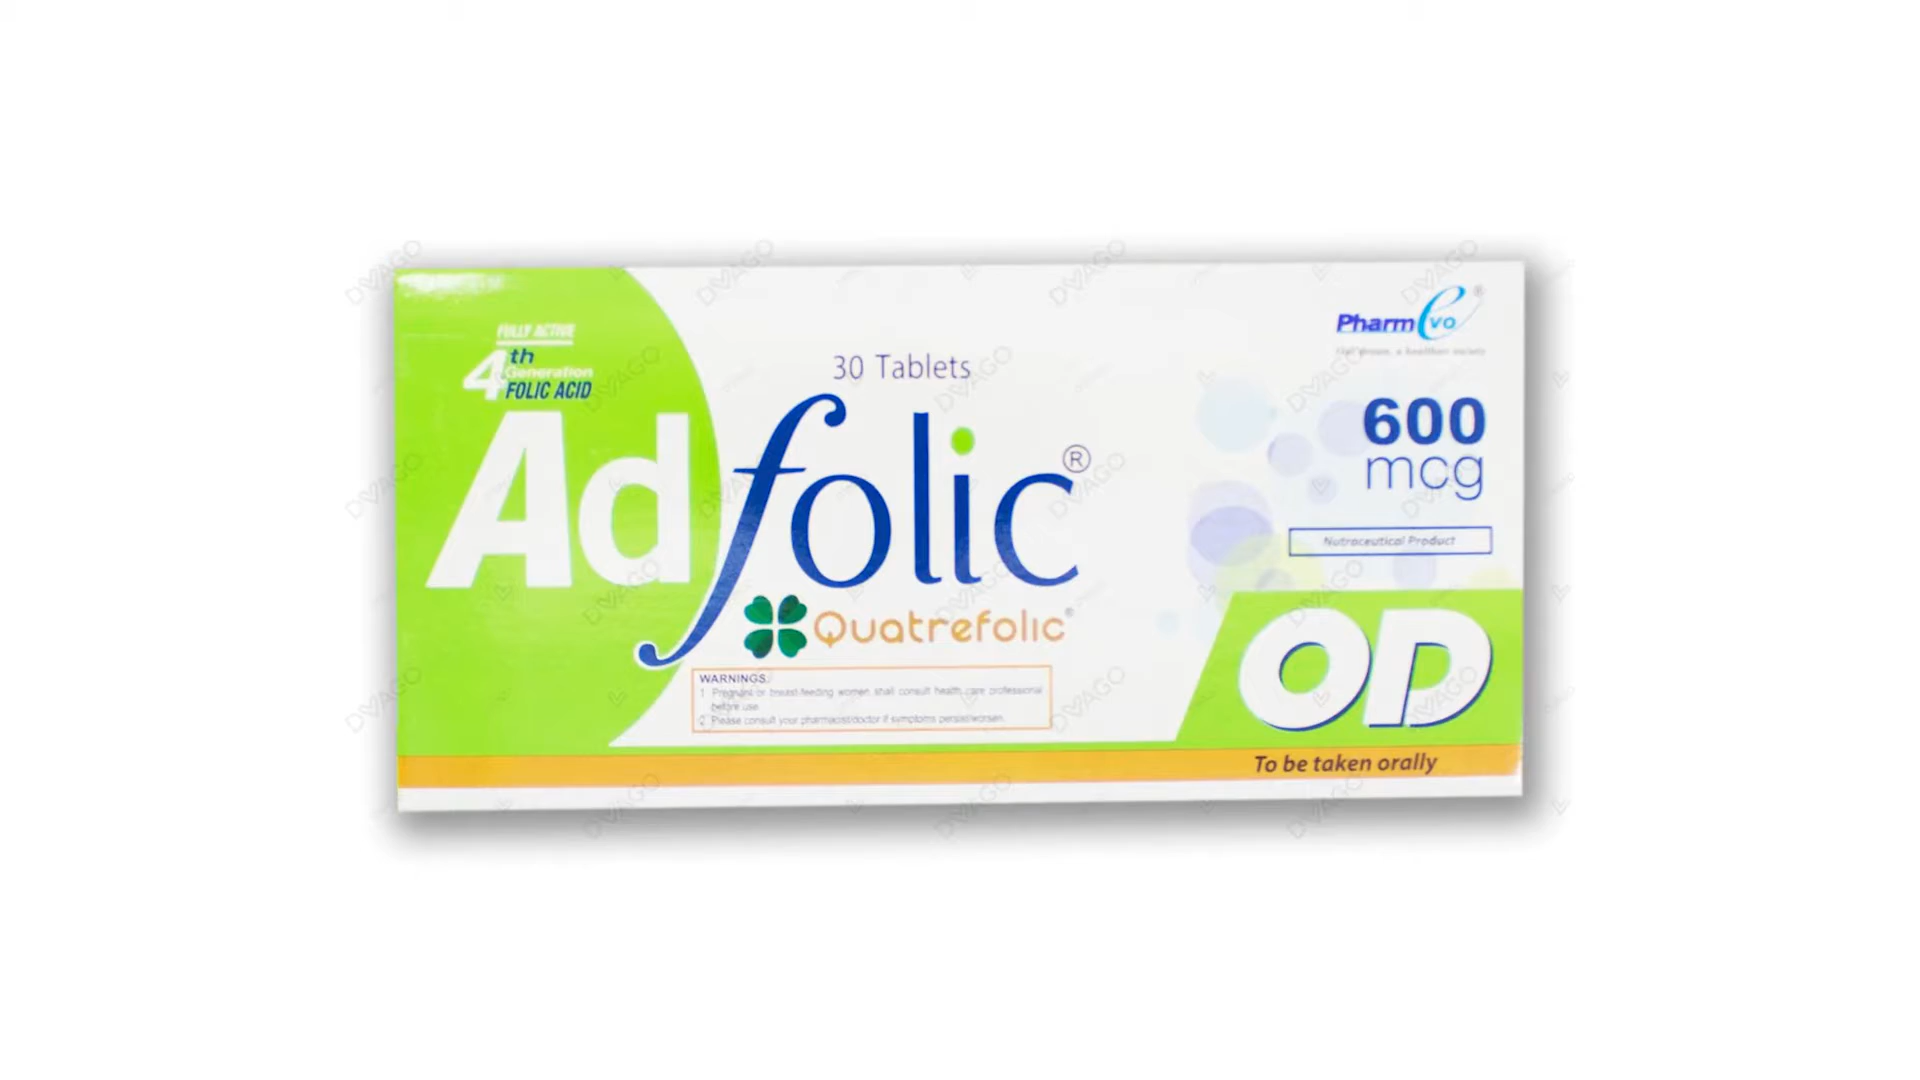 FULLY ACTIVE
4th
Generation
FOLIC ACID
30 Tablets
Adfolic®
Quatrefolic®
WARNINGS:
1. Pregnant or breast-feeding women shall consult health care professional
before use.
2. Please consult your pharmacist/doctor if symptoms persist/worsen.
PharmEvo®
600
mcg
Nutraceutical Product
OD
To be taken orally
DVAGO